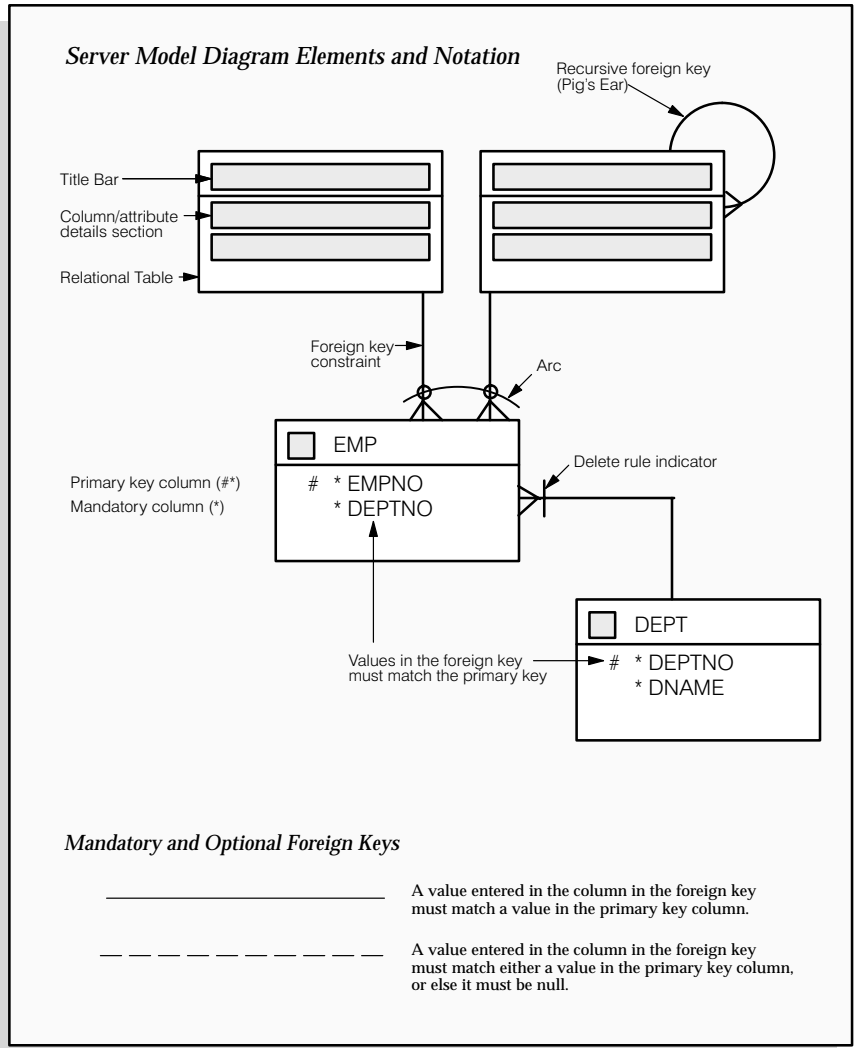 Server Model Diagram Elements and Notation
Recursive foreign key
(Pig's Ear)
Title Bar
Column/attribute
details section
Relational Table
Foreign key
constraint
Arc
EMP
Delete rule indicator
Primary key column (#*)
Mandatory column (*)
# * EMPNO
* DEPTNO
DEPT
Values in the foreign key
must match the primary key
# * DEPTNO
* DNAME
Mandatory and Optional Foreign Keys
A value entered in the column in the foreign key
must match a value in the primary key column.
A value entered in the column in the foreign key
must match either a value in the primary key column,
or else it must be null.